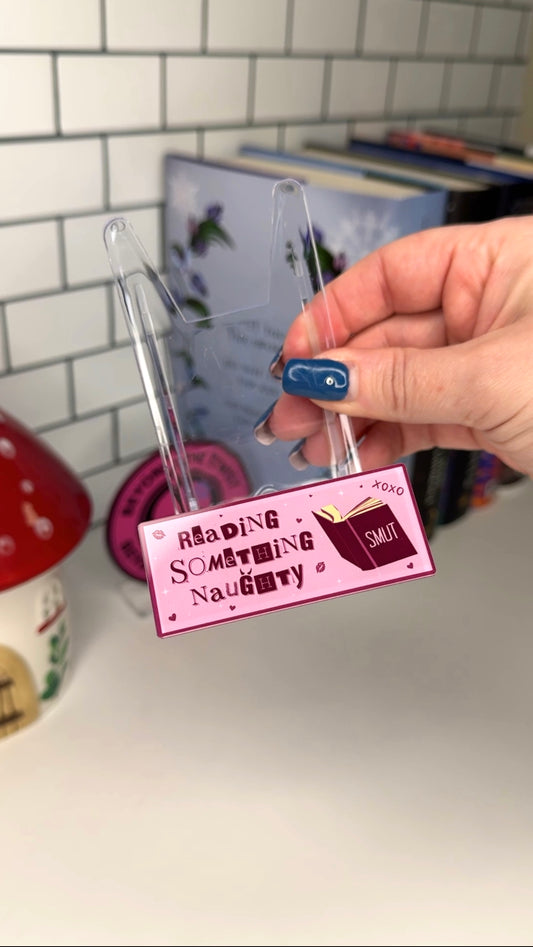 ReAdiNG
SOmetHiNG
NauGHty
XOXO
SMUT